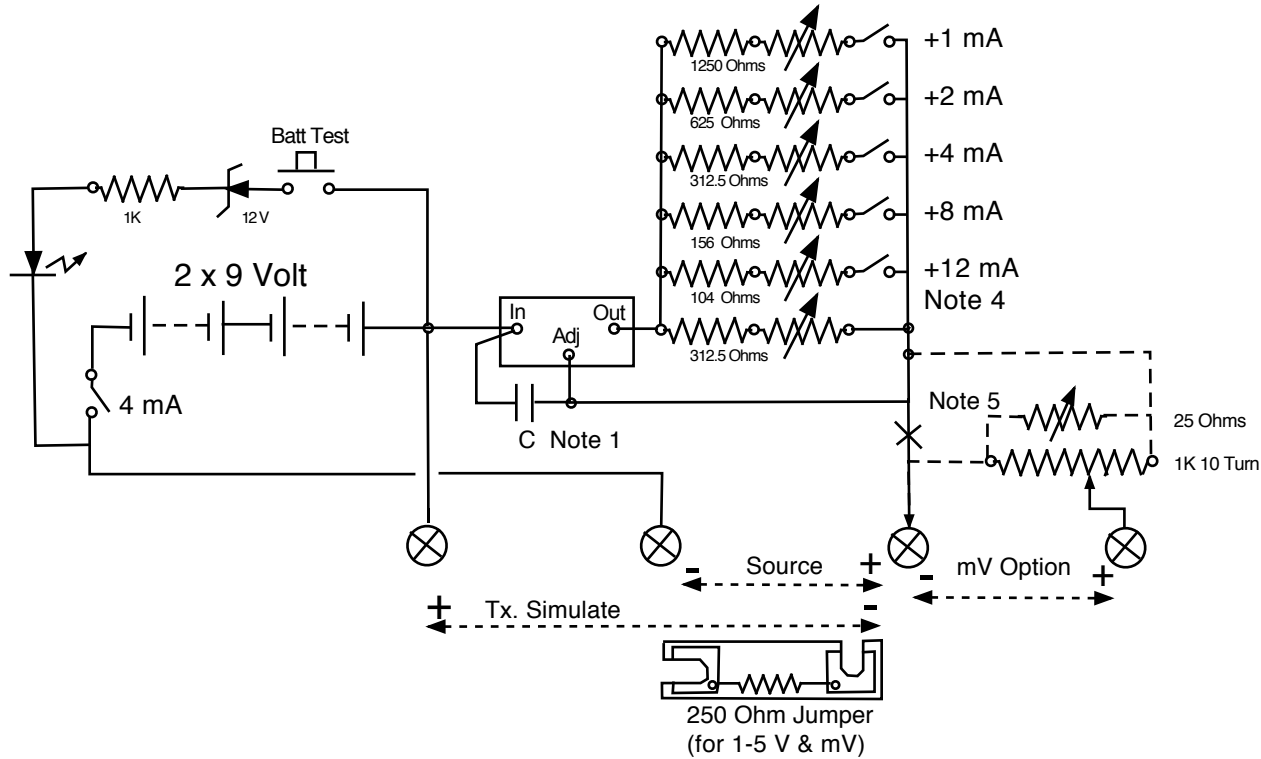 +1 mA
1250 Ohms
+2 mA
625 Ohms
Batt Test
+4 mA
312.5 Ohms
1K
12 V
+8 mA
156 Ohms
2 x 9 Volt
+12 mA
104 Ohms
Note 4
In
Out
Adj
312.5 Ohms
4 mA
C Note 1
Note 5
25 Ohms
1K 10 Turn
- Source +
- mV Option +
+ Tx. Simulate -
250 Ohm Jumper
(for 1-5 V & mV)